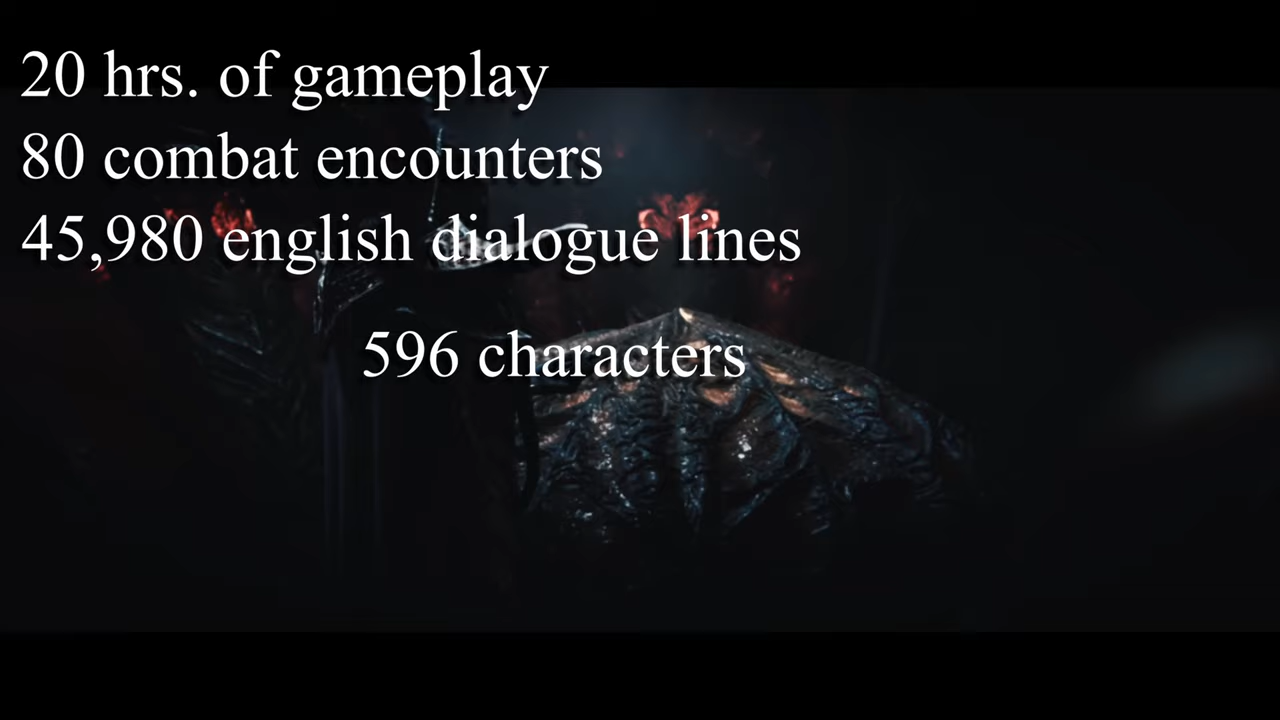 20 hrs. of gameplay
80 combat encounters
45,980 english dialogue lines
596 characters